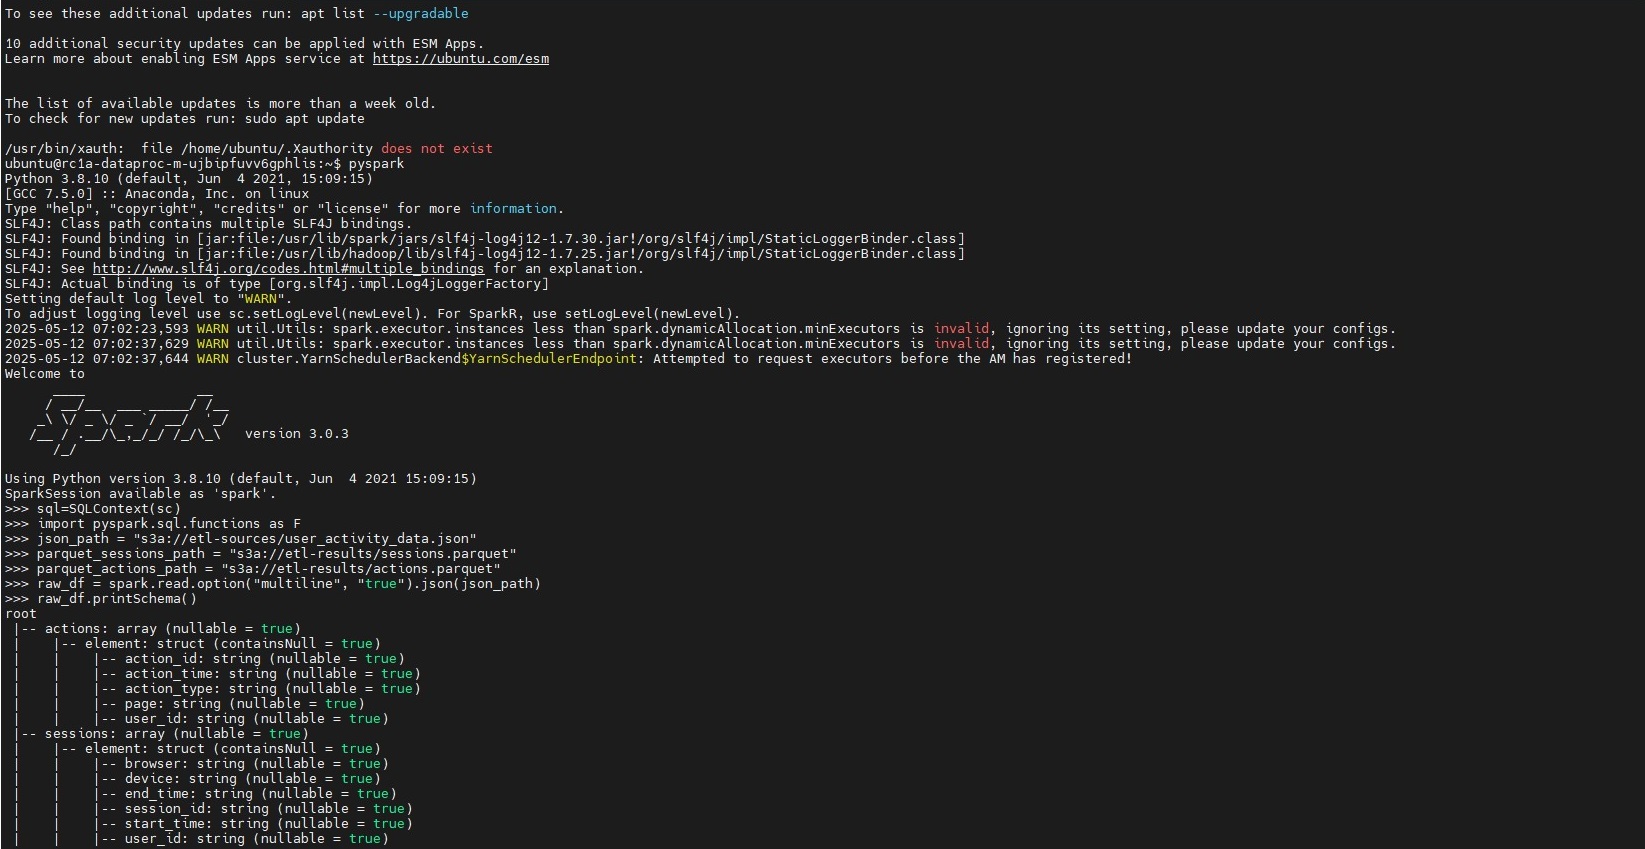 To see these additional updates run: apt list --upgradable

10 additional security updates can be applied with ESM Apps.
Learn more about enabling ESM Apps service at https://ubuntu.com/esm


The list of available updates is more than a week old.
To check for new updates run: sudo apt update

/usr/bin/xauth:  file /home/ubuntu/.Xauthority does not exist
ubuntu@rc1a-dataproc-m-ujbipfuvv6gphlis:~$ pyspark
Python 3.8.10 (default, Jun  4 2021, 15:09:15)
[GCC 7.5.0] :: Anaconda, Inc. on linux
Type "help", "copyright", "credits" or "license" for more information.
SLF4J: Class path contains multiple SLF4J bindings.
SLF4J: Found binding in [jar:file:/usr/lib/spark/jars/slf4j-log4j12-1.7.30.jar!/org/slf4j/impl/StaticLoggerBinder.class]
SLF4J: Found binding in [jar:file:/usr/lib/hadoop/lib/slf4j-log4j12-1.7.25.jar!/org/slf4j/impl/StaticLoggerBinder.class]
SLF4J: See http://www.slf4j.org/codes.html#multiple_bindings for an explanation.
SLF4J: Actual binding is of type [org.slf4j.impl.Log4jLoggerFactory]
Setting default log level to "WARN".
To adjust logging level use sc.setLogLevel(newLevel). For SparkR, use setLogLevel(newLevel).
2025-05-12 07:02:23,593 WARN util.Utils: spark.executor.instances less than spark.dynamicAllocation.minExecutors is invalid, ignoring its setting, please update your configs.
2025-05-12 07:02:37,629 WARN util.Utils: spark.executor.instances less than spark.dynamicAllocation.minExecutors is invalid, ignoring its setting, please update your configs.
2025-05-12 07:02:37,644 WARN cluster.YarnSchedulerBackend$YarnSchedulerEndpoint: Attempted to request executors before the AM has registered!
Welcome to
      ____              __
     / __/__  ___ _____/ /__
    _\ \/ _ \/ _ `/ __/  '_/
   /__ / .__/\_,_/_/ /_/\_\   version 3.0.3
      /_/

Using Python version 3.8.10 (default, Jun  4 2021 15:09:15)
SparkSession available as 'spark'.
>>> sql=SQLContext(sc)
>>> import pyspark.sql.functions as F
>>> json_path = "s3a://etl-sources/user_activity_data.json"
>>> parquet_sessions_path = "s3a://etl-results/sessions.parquet"
>>> parquet_actions_path = "s3a://etl-results/actions.parquet"
>>> raw_df = spark.read.option("multiline", "true").json(json_path)
>>> raw_df.printSchema()
root
 |-- actions: array (nullable = true)
 |    |-- element: struct (containsNull = true)
 |    |    |-- action_id: string (nullable = true)
 |    |    |-- action_time: string (nullable = true)
 |    |    |-- action_type: string (nullable = true)
 |    |    |-- page: string (nullable = true)
 |    |    |-- user_id: string (nullable = true)
 |-- sessions: array (nullable = true)
 |    |-- element: struct (containsNull = true)
 |    |    |-- browser: string (nullable = true)
 |    |    |-- device: string (nullable = true)
 |    |    |-- end_time: string (nullable = true)
 |    |    |-- session_id: string (nullable = true)
 |    |    |-- start_time: string (nullable = true)
 |    |    |-- user_id: string (nullable = true)